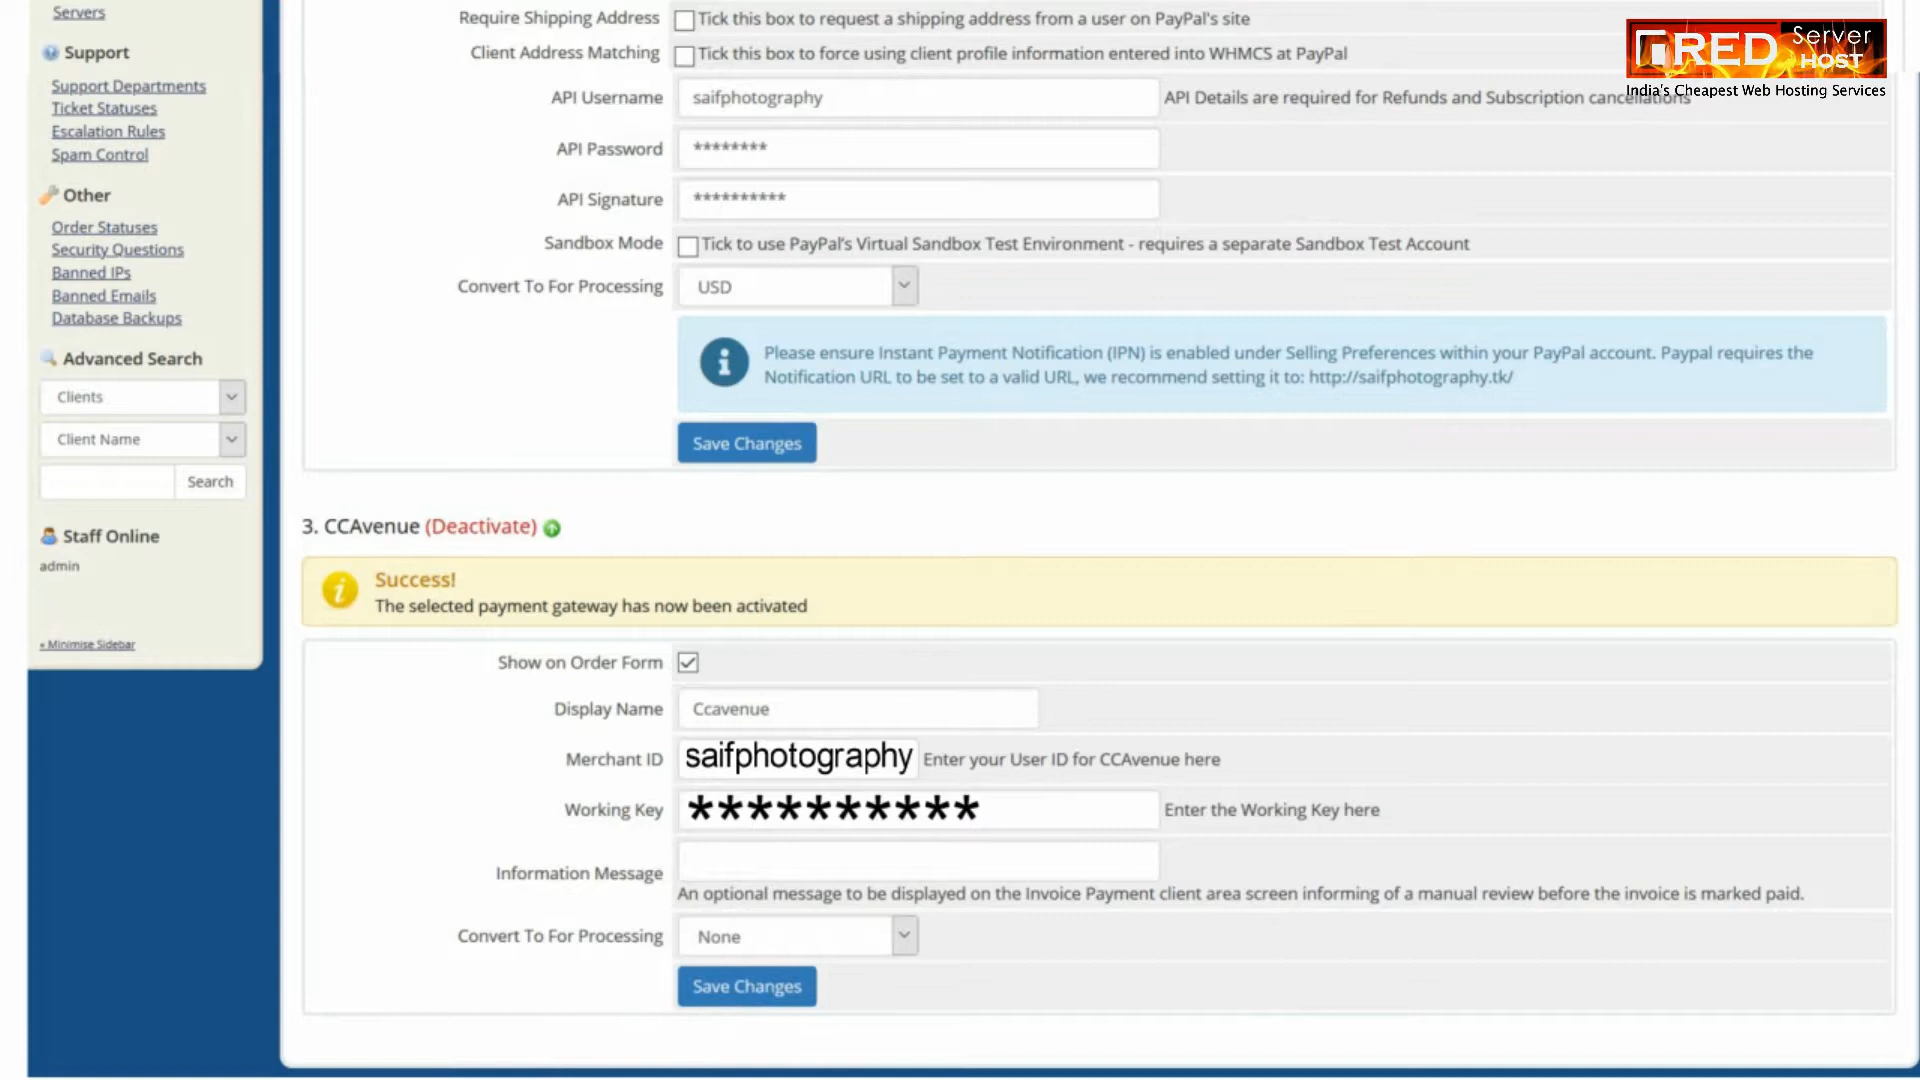 Servers
Support
Support Departments
Ticket Statuses
Escalation Rules
Spam Control
Other
Order Statuses
Security Questions
Banned IPs
Banned Emails
Database Backups
Advanced Search
Clients
Client Name
Search
Staff Online
admin
« Minimise Sidebar
RED Server HOST
India's Cheapest Web Hosting Services
Require Shipping Address Tick this box to request a shipping address from a user on PayPal's site
Client Address Matching Tick this box to force using client profile information entered into WHMCS at PayPal
API Username saifphotography API Details are required for Refunds and Subscription cancellations
API Password ********
API Signature **********
Sandbox Mode Tick to use PayPal's Virtual Sandbox Test Environment - requires a separate Sandbox Test Account
Convert To For Processing USD
Please ensure Instant Payment Notification (IPN) is enabled under Selling Preferences within your PayPal account. Paypal requires the
Notification URL to be set to a valid URL, we recommend setting it to: http://saifphotography.tk/
Save Changes
3. CCAvenue (Deactivate)
Success!
The selected payment gateway has now been activated
Show on Order Form
Display Name Ccavenue
Merchant ID saifphotography Enter your User ID for CCAvenue here
Working Key ********** Enter the Working Key here
Information Message
An optional message to be displayed on the Invoice Payment client area screen informing of a manual review before the invoice is marked paid.
Convert To For Processing None
Save Changes